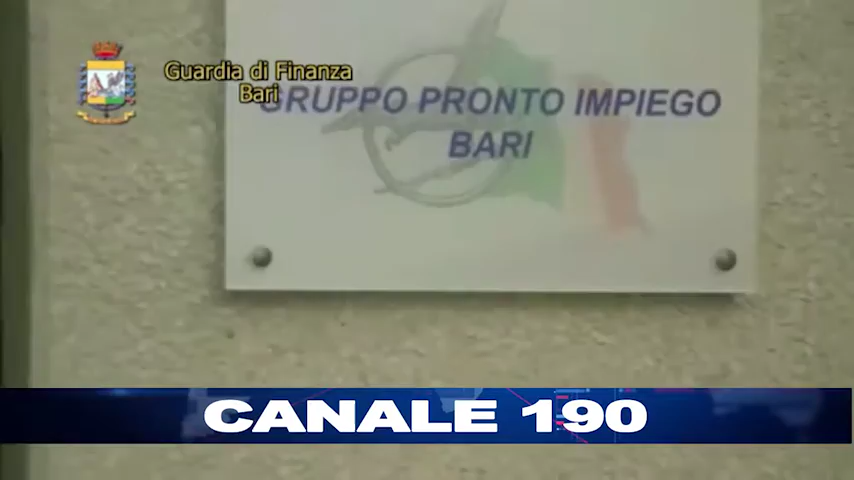 Guardia di Finanza
Bari
GRUPPO PRONTO IMPIEGO
BARI
CANALE 190